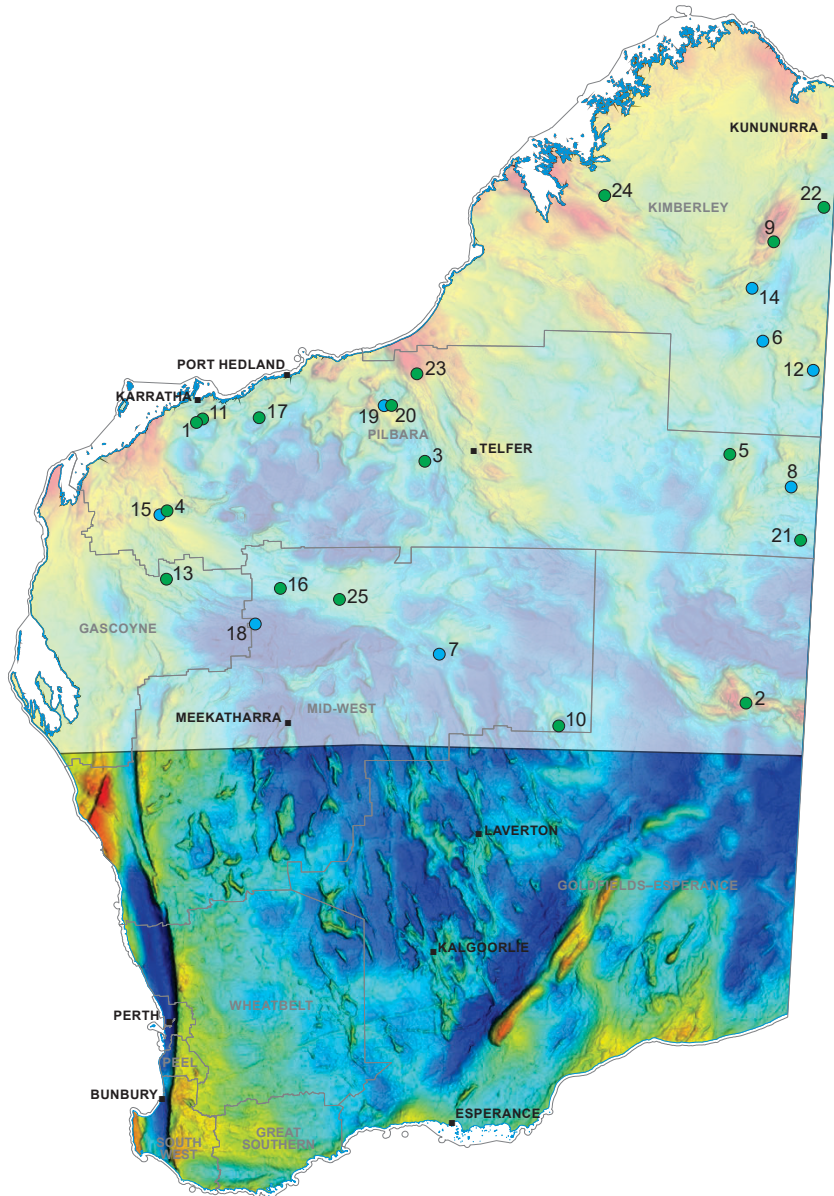 KUNUNURRA
24
KIMBERLEY
22
9
14
6
12
PORT HEDLAND
23
KARRATHA
11
1
17
19
20
PILBARA
TELFER
3
5
8
15
4
21
13
16
25
GASCOYNE
18
7
MID-WEST
2
MEEKATHARRA
10
LAVERTON
GOLDFIELDS–ESPERANCE
KALGOORLIE
WHEATBELT
PERTH
PEEL
BUNBURY
ESPERANCE
GREAT
SOUTHERN
SOUTH
WEST